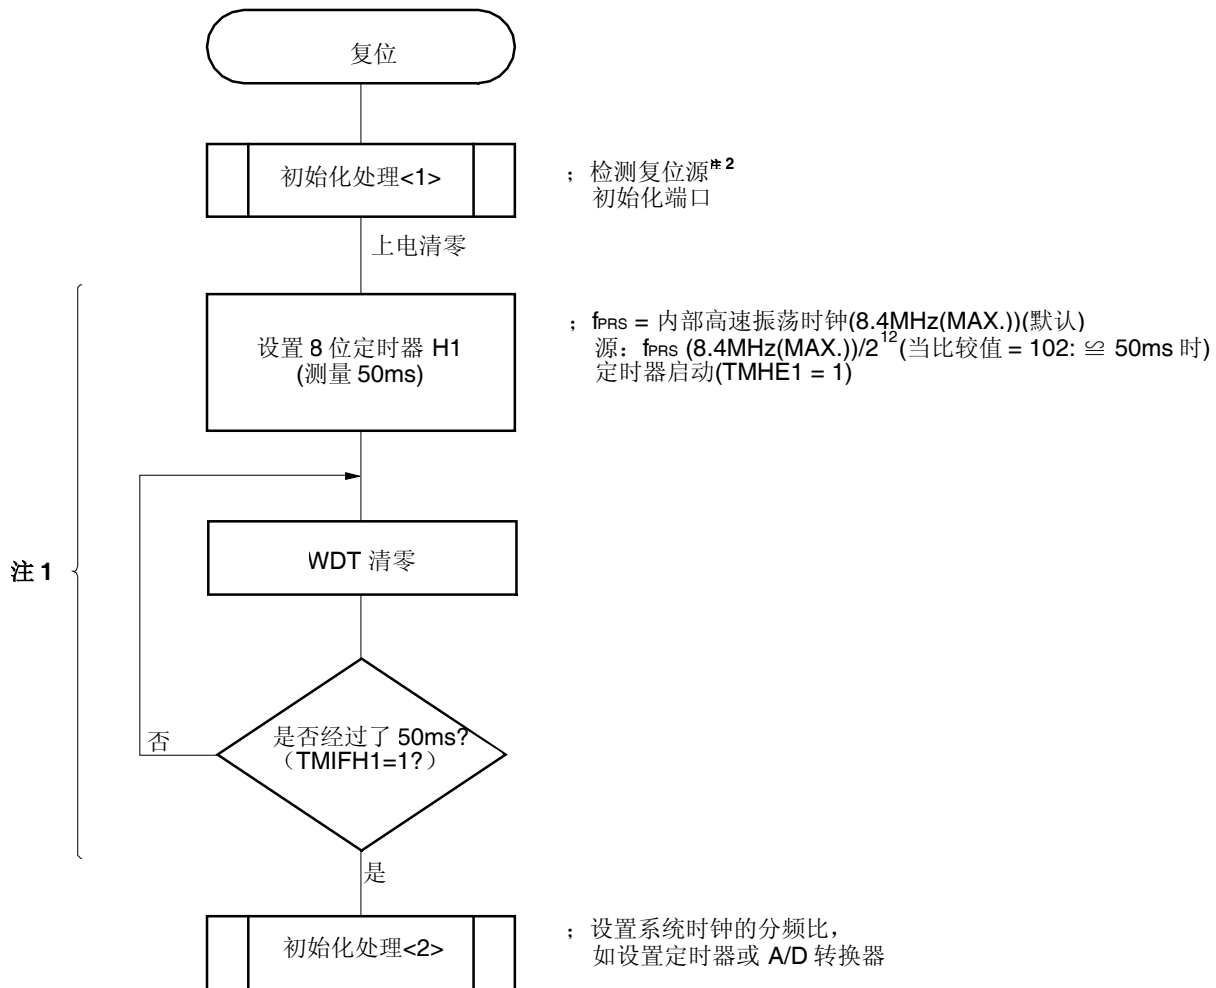 复位
初始化处理<1>
；检测复位源注 2
初始化端口
上电清零
设置 8 位定时器 H1
(测量 50ms)
；fPRS = 内部高速振荡时钟(8.4MHz(MAX.))(默认)
源：fPRS (8.4MHz(MAX.))/2^12(当比较值 = 102: ≌ 50ms 时)
定时器启动(TMHE1 = 1)
注 1
WDT 清零
是否经过了 50ms?
（TMIFH1=1?）
否
是
初始化处理<2>
；设置系统时钟的分频比，
如设置定时器或 A/D 转换器